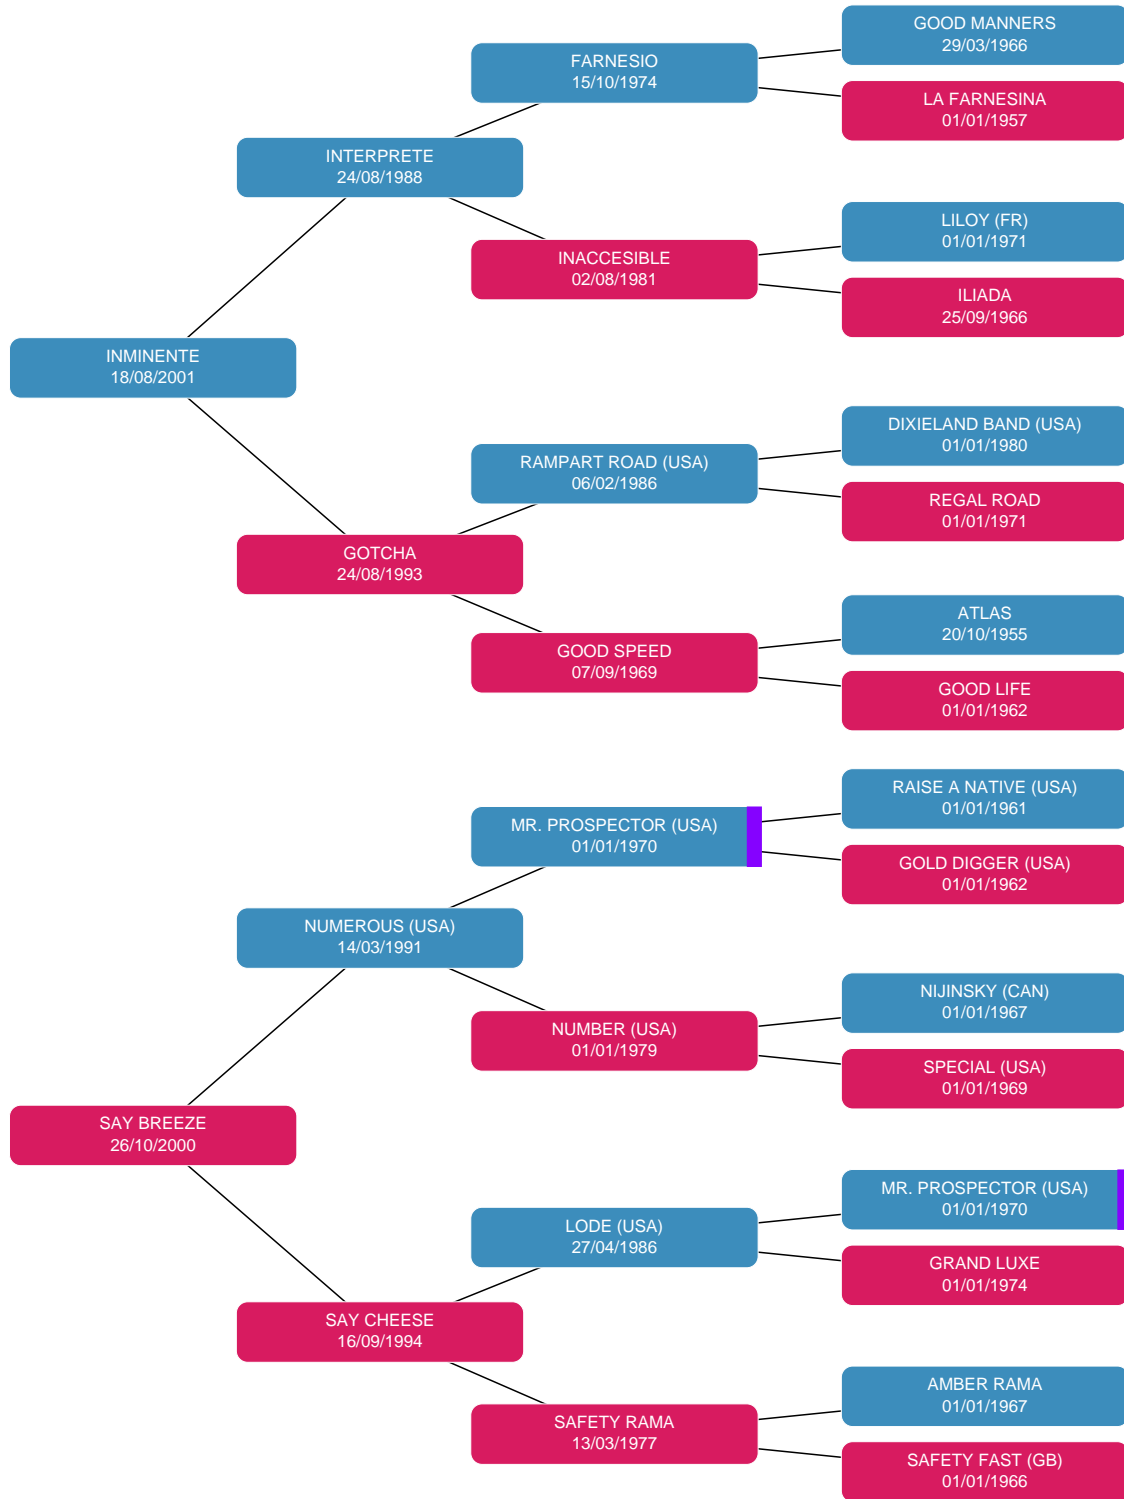 GOOD MANNERS
29/03/1966
FARNESIO
15/10/1974
LA FARNESINA
01/01/1957
INTERPRETE
24/08/1988
LILOY (FR)
01/01/1971
INACCESIBLE
02/08/1981
ILIADA
25/09/1966
INMINENTE
18/08/2001
DIXIELAND BAND (USA)
01/01/1980
RAMPART ROAD (USA)
06/02/1986
REGAL ROAD
01/01/1971
GOTCHA
24/08/1993
ATLAS
20/10/1955
GOOD SPEED
07/09/1969
GOOD LIFE
01/01/1962
RAISE A NATIVE (USA)
01/01/1961
MR. PROSPECTOR (USA)
01/01/1970
GOLD DIGGER (USA)
01/01/1962
NUMEROUS (USA)
14/03/1991
NIJINSKY (CAN)
01/01/1967
NUMBER (USA)
01/01/1979
SPECIAL (USA)
01/01/1969
SAY BREEZE
26/10/2000
MR. PROSPECTOR (USA)
01/01/1970
LODE (USA)
27/04/1986
GRAND LUXE
01/01/1974
SAY CHEESE
16/09/1994
AMBER RAMA
01/01/1967
SAFETY RAMA
13/03/1977
SAFETY FAST (GB)
01/01/1966